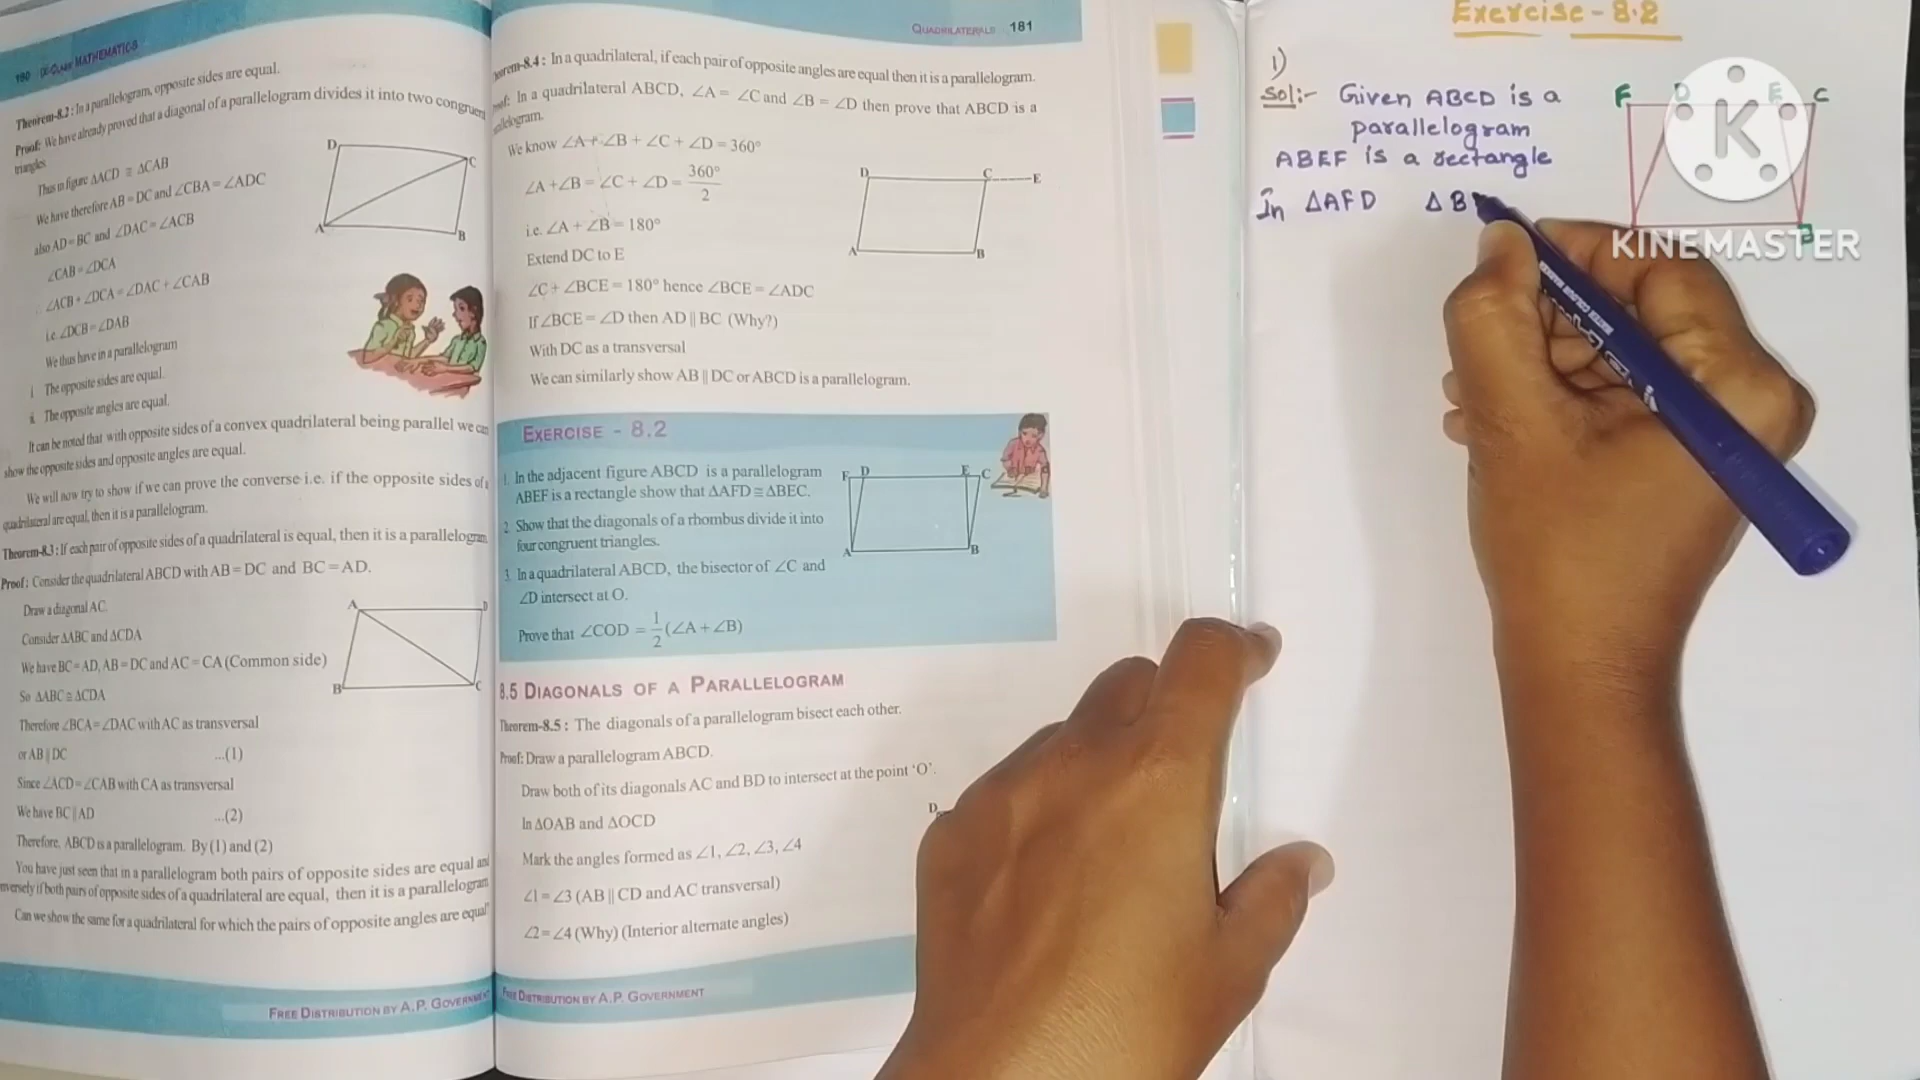 180 IX-CLASS MATHEMATICS
Theorem-8.2 : In a parallelogram, opposite sides are equal.
Proof: We have already proved that a diagonal of a parallelogram divides it into two congruent
triangles.
Thus in figure ΔACD ≅ ΔCAB
We have therefore AB = DC and ∠CBA = ∠ADC
also AD = BC and ∠DAC = ∠ACB
∠CAB = ∠DCA
∴ ∠ACB + ∠DCA = ∠DAC + ∠CAB
i.e. ∠DCB = ∠DAB
We thus have in a parallelogram
i. The opposite sides are equal.
ii. The opposite angles are equal.
It can be noted that with opposite sides of a convex quadrilateral being parallel we can
show the opposite sides and opposite angles are equal.
We will now try to show if we can prove the converse i.e. if the opposite sides of a
quadrilateral are equal, then it is a parallelogram.
Theorem-8.3 : If each pair of opposite sides of a quadrilateral is equal, then it is a parallelogram.
Proof : Consider the quadrilateral ABCD with AB = DC and BC = AD.
Draw a diagonal AC.
Consider ΔABC and ΔCDA
We have BC = AD, AB = DC and AC = CA (Common side)
So ΔABC ≅ ΔCDA
Therefore ∠BCA = ∠DAC with AC as transversal
or AB || DC ...(1)
Since ∠ACD = ∠CAB with CA as transversal
We have BC || AD ...(2)
Therefore, ABCD is a parallelogram. By (1) and (2)
You have just seen that in a parallelogram both pairs of opposite sides are equal and
nversely if both pairs of opposite sides of a quadrilateral are equal, then it is a parallelogram
Can we show the same for a quadrilateral for which the pairs of opposite angles are equal
FREE DISTRIBUTION BY A.P. GOVERNMENT
D
C
A
B
A
D
B
C
QUADRILATERALS 181
eorem-8.4 : In a quadrilateral, if each pair of opposite angles are equal then it is a parallelogram.
oof: In a quadrilateral ABCD, ∠A = ∠C and ∠B = ∠D then prove that ABCD is a
rallelogram.
We know ∠A + ∠B + ∠C + ∠D = 360°
∠A + ∠B = ∠C + ∠D = 360° / 2
i.e. ∠A + ∠B = 180°
Extend DC to E
∠C + ∠BCE = 180° hence ∠BCE = ∠ADC
If ∠BCE = ∠D then AD || BC (Why?)
With DC as a transversal
We can similarly show AB || DC or ABCD is a parallelogram.
D C E
A B
EXERCISE - 8.2
1. In the adjacent figure ABCD is a parallelogram
ABEF is a rectangle show that ΔAFD ≅ ΔBEC.
2. Show that the diagonals of a rhombus divide it into
four congruent triangles.
3. In a quadrilateral ABCD, the bisector of ∠C and
∠D intersect at O.
Prove that ∠COD = 1/2 (∠A + ∠B)
F D E C
A B
8.5 DIAGONALS OF A PARALLELOGRAM
Theorem-8.5 : The diagonals of a parallelogram bisect each other.
Proof: Draw a parallelogram ABCD.
Draw both of its diagonals AC and BD to intersect at the point ‘O’.
In ΔOAB and ΔOCD
Mark the angles formed as ∠1, ∠2, ∠3, ∠4
∠1 = ∠3 (AB || CD and AC transversal)
∠2 = ∠4 (Why) (Interior alternate angles)
D
FREE DISTRIBUTION BY A.P. GOVERNMENT
Exercise - 8.2
1)
Sol:- Given ABCD is a
parallelogram
ABEF is a rectangle
In ΔAFD ΔB
F D E C
B
K
KINEMASTER